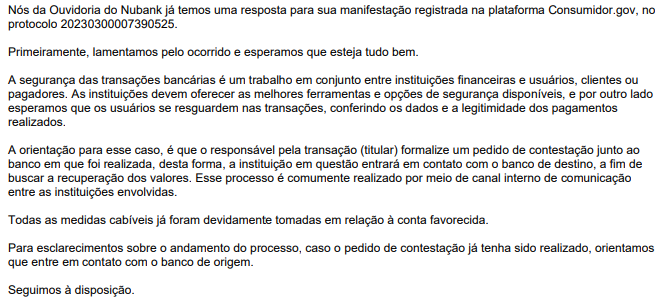 Nós da Ouvidoria do Nubank já temos uma resposta para sua manifestação registrada na plataforma Consumidor.gov, no
protocolo 20230300007390525.
Primeiramente, lamentamos pelo ocorrido e esperamos que esteja tudo bem.
A segurança das transações bancárias é um trabalho em conjunto entre instituições financeiras e usuários, clientes ou
pagadores. As instituições devem oferecer as melhores ferramentas e opções de segurança disponíveis, e por outro lado
esperamos que os usuários se resguardem nas transações, conferindo os dados e a legitimidade dos pagamentos
realizados.
A orientação para esse caso, é que o responsável pela transação (titular) formalize um pedido de contestação junto ao
banco em que foi realizada, desta forma, a instituição em questão entrará em contato com o banco de destino, a fim de
buscar a recuperação dos valores. Esse processo é comumente realizado por meio de canal interno de comunicação
entre as instituições envolvidas.
Todas as medidas cabíveis já foram devidamente tomadas em relação à conta favorecida.
Para esclarecimentos sobre o andamento do processo, caso o pedido de contestação já tenha sido realizado, orientamos
que entre em contato com o banco de origem.
Seguimos à disposição.